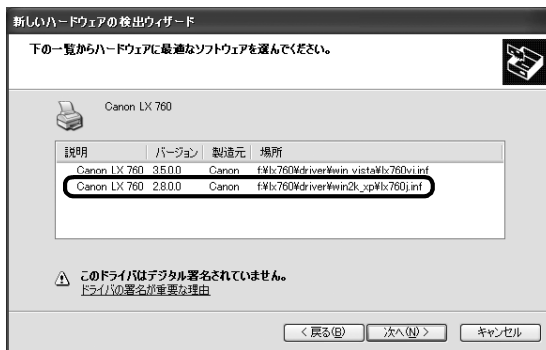 新しいハードウェアの検出ウィザード
下の一覧からハードウェアに最適なソフトウェアを選んでください。
Canon LX 760
説明 バージョン 製造元 場所
Canon LX 760 3.5.0.0 Canon f:¥lx760¥driver¥win_vista¥lx760vi.inf
Canon LX 760 2.8.0.0 Canon f:¥lx760¥driver¥win2k_xp¥lx760j.inf
このドライバはデジタル署名されていません。
ドライバの署名が重要な理由
< 戻る(B) 次へ(N) > キャンセル